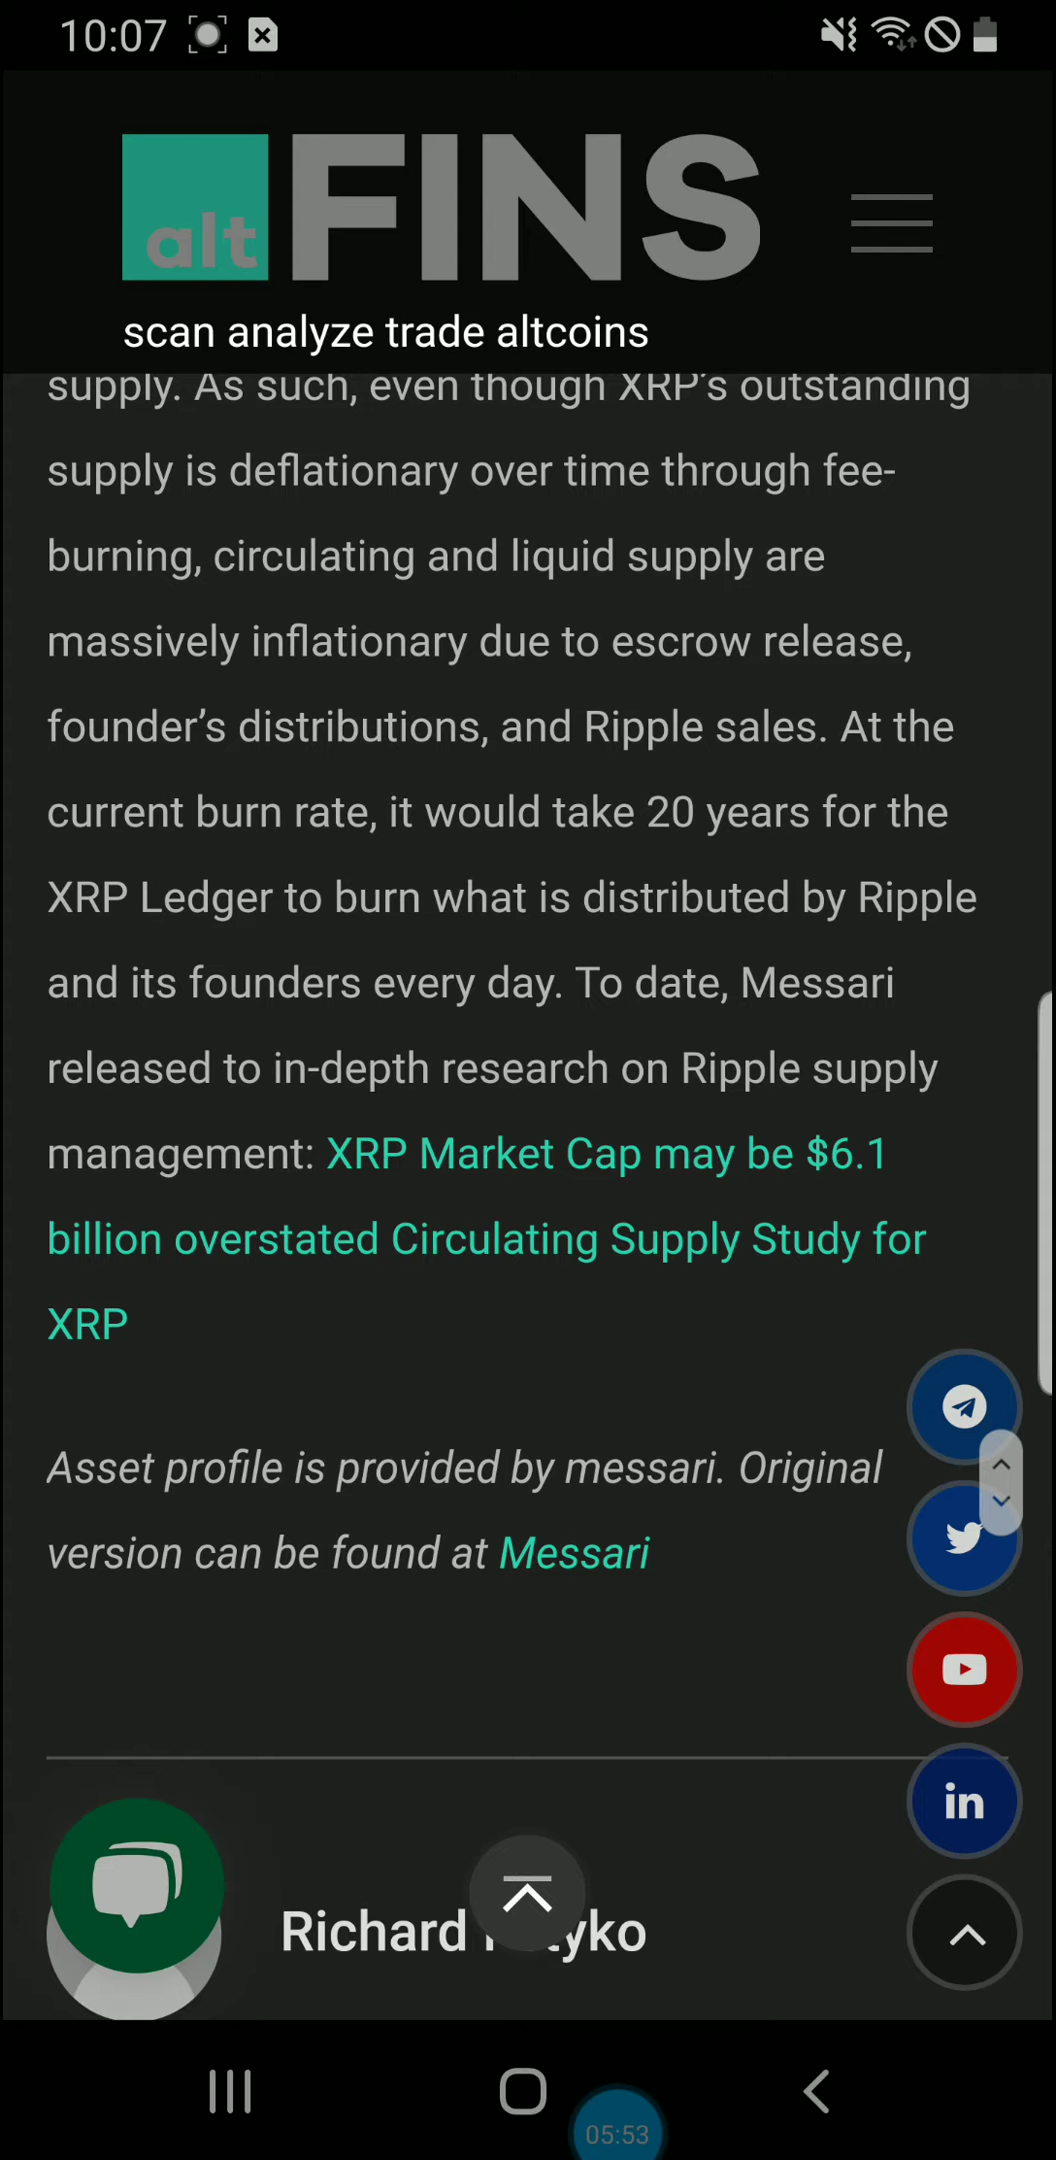 10:07
alt FINS
scan analyze trade altcoins
supply. As such, even though XRP's outstanding
supply is deflationary over time through fee-
burning, circulating and liquid supply are
massively inflationary due to escrow release,
founder’s distributions, and Ripple sales. At the
current burn rate, it would take 20 years for the
XRP Ledger to burn what is distributed by Ripple
and its founders every day. To date, Messari
released to in-depth research on Ripple supply
management: XRP Market Cap may be $6.1
billion overstated Circulating Supply Study for
XRP
Asset profile is provided by messari. Original
version can be found at Messari
in
Richard
05:53